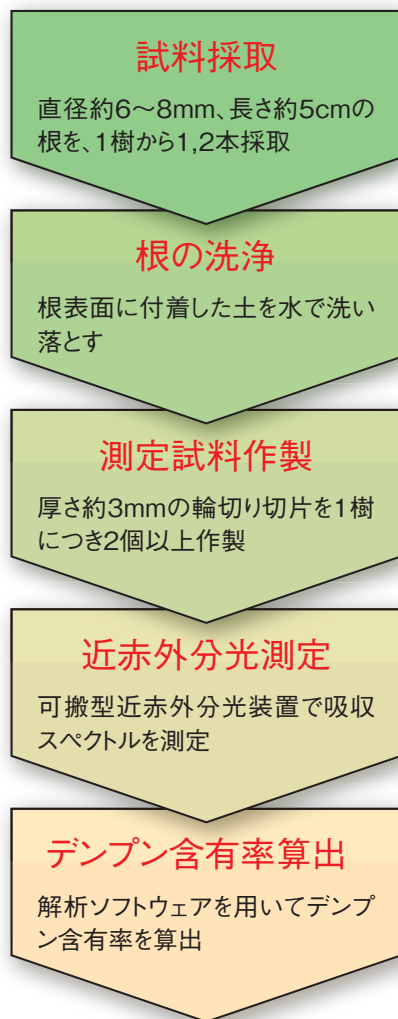 試料採取
直径約6〜8mm、長さ約5cmの
根を、1樹から1,2本採取
根の洗浄
根表面に付着した土を水で洗い
落とす
測定試料作製
厚さ約3mmの輪切り切片を1樹
につき2個以上作製
近赤外分光測定
可搬型近赤外分光装置で吸収
スペクトルを測定
デンプン含有率算出
解析ソフトウェアを用いてデンプ
ン含有率を算出